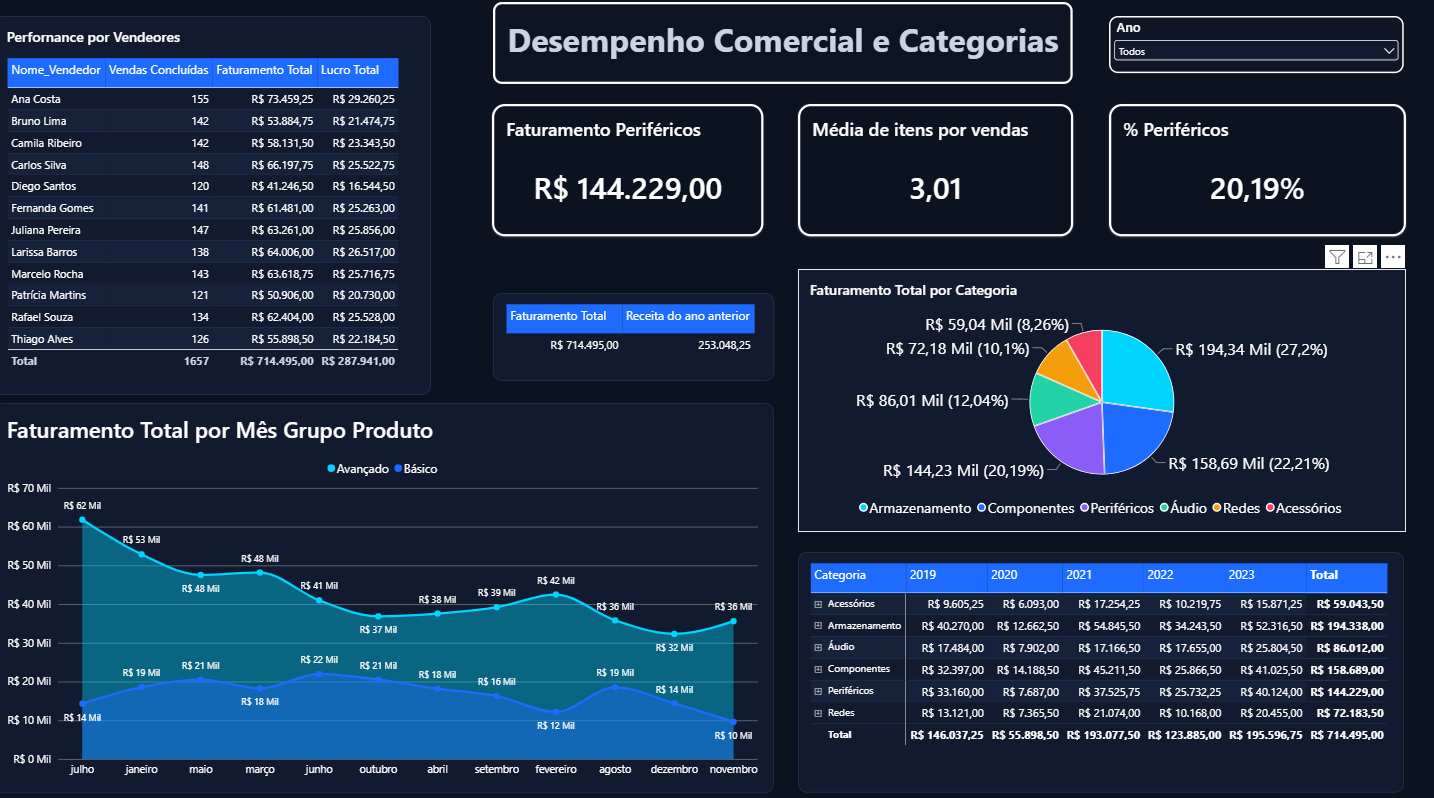 Perfornance por Vendeores
Nome_Vendedor Vendas Concluídas Faturamento Total Lucro Total
Ana Costa 155 R$ 73.459,25 R$ 29.260,25
Bruno Lima 142 R$ 53.884,75 R$ 21.474,75
Camila Ribeiro 142 R$ 58.131,50 R$ 23.343,50
Carlos Silva 148 R$ 66.197,75 R$ 25.522,75
Diego Santos 120 R$ 41.246,50 R$ 16.544,50
Fernanda Gomes 141 R$ 61.481,00 R$ 25.263,00
Juliana Pereira 147 R$ 63.261,00 R$ 25.856,00
Larissa Barros 138 R$ 64.006,00 R$ 26.517,00
Marcelo Rocha 143 R$ 63.618,75 R$ 25.716,75
Patrícia Martins 121 R$ 50.906,00 R$ 20.730,00
Rafael Souza 134 R$ 62.404,00 R$ 25.528,00
Thiago Alves 126 R$ 55.898,50 R$ 22.184,50
Total 1657 R$ 714.495,00 R$ 287.941,00
Desempenho Comercial e Categorias
Ano
Todos
Faturamento Periféricos
R$ 144.229,00
Média de itens por vendas
3,01
% Periféricos
20,19%
Faturamento Total Receita do ano anterior
R$ 714.495,00 253.048,25
Faturamento Total por Categoria
R$ 59,04 Mil (8,26%)
R$ 72,18 Mil (10,1%)
R$ 194,34 Mil (27,2%)
R$ 86,01 Mil (12,04%)
R$ 144,23 Mil (20,19%)
R$ 158,69 Mil (22,21%)
Armazenamento Componentes Periféricos Áudio Redes Acessórios
Faturamento Total por Mês Grupo Produto
Avançado Básico
R$ 70 Mil
R$ 60 Mil
R$ 50 Mil
R$ 40 Mil
R$ 30 Mil
R$ 20 Mil
R$ 10 Mil
R$ 0 Mil
R$ 62 Mil
R$ 53 Mil
R$ 48 Mil
R$ 48 Mil
R$ 41 Mil
R$ 37 Mil
R$ 38 Mil
R$ 39 Mil
R$ 42 Mil
R$ 36 Mil
R$ 32 Mil
R$ 36 Mil
R$ 14 Mil
R$ 19 Mil
R$ 21 Mil
R$ 18 Mil
R$ 22 Mil
R$ 21 Mil
R$ 18 Mil
R$ 16 Mil
R$ 12 Mil
R$ 19 Mil
R$ 14 Mil
R$ 10 Mil
julho janeiro maio março junho outubro abril setembro fevereiro agosto dezembro novembro
Categoria 2019 2020 2021 2022 2023 Total
Acessórios R$ 9.605,25 R$ 6.093,00 R$ 17.254,25 R$ 10.219,75 R$ 15.871,25 R$ 59.043,50
Armazenamento R$ 40.270,00 R$ 12.662,50 R$ 54.845,50 R$ 34.243,50 R$ 52.316,50 R$ 194.338,00
Áudio R$ 17.484,00 R$ 7.902,00 R$ 17.166,50 R$ 17.655,00 R$ 25.804,50 R$ 86.012,00
Componentes R$ 32.397,00 R$ 14.188,50 R$ 45.211,50 R$ 25.866,50 R$ 41.025,50 R$ 158.689,00
Periféricos R$ 33.160,00 R$ 7.687,00 R$ 37.525,75 R$ 25.732,25 R$ 40.124,00 R$ 144.229,00
Redes R$ 13.121,00 R$ 7.365,50 R$ 21.074,00 R$ 10.168,00 R$ 20.455,00 R$ 72.183,50
Total R$ 146.037,25 R$ 55.898,50 R$ 193.077,50 R$ 123.885,00 R$ 195.596,75 R$ 714.495,00